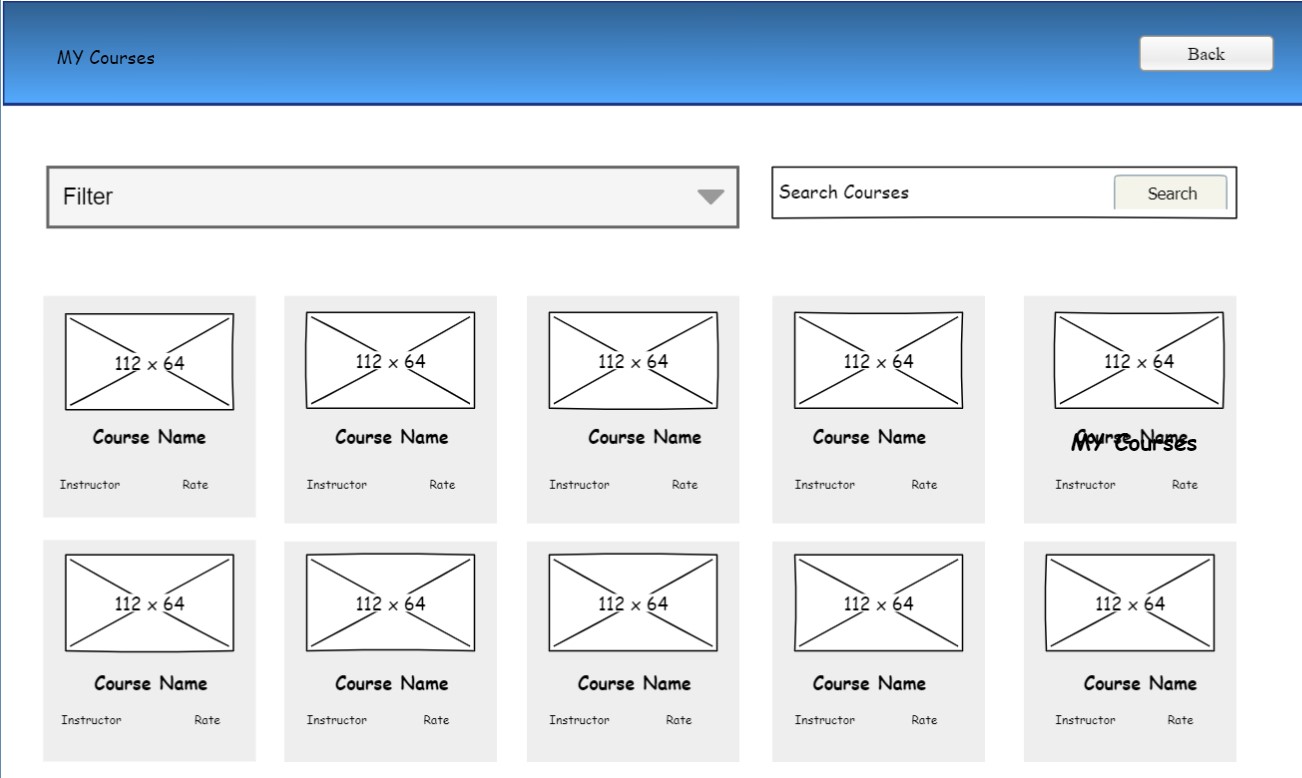 MY Courses
Back
Filter
Search Courses Search
112 x 64 112 x 64 112 x 64 112 x 64 112 x 64
Course Name Course Name Course Name Course Name Course Name
MY Courses
Instructor Rate Instructor Rate Instructor Rate Instructor Rate Instructor Rate
112 x 64 112 x 64 112 x 64 112 x 64 112 x 64
Course Name Course Name Course Name Course Name Course Name
Instructor Rate Instructor Rate Instructor Rate Instructor Rate Instructor Rate